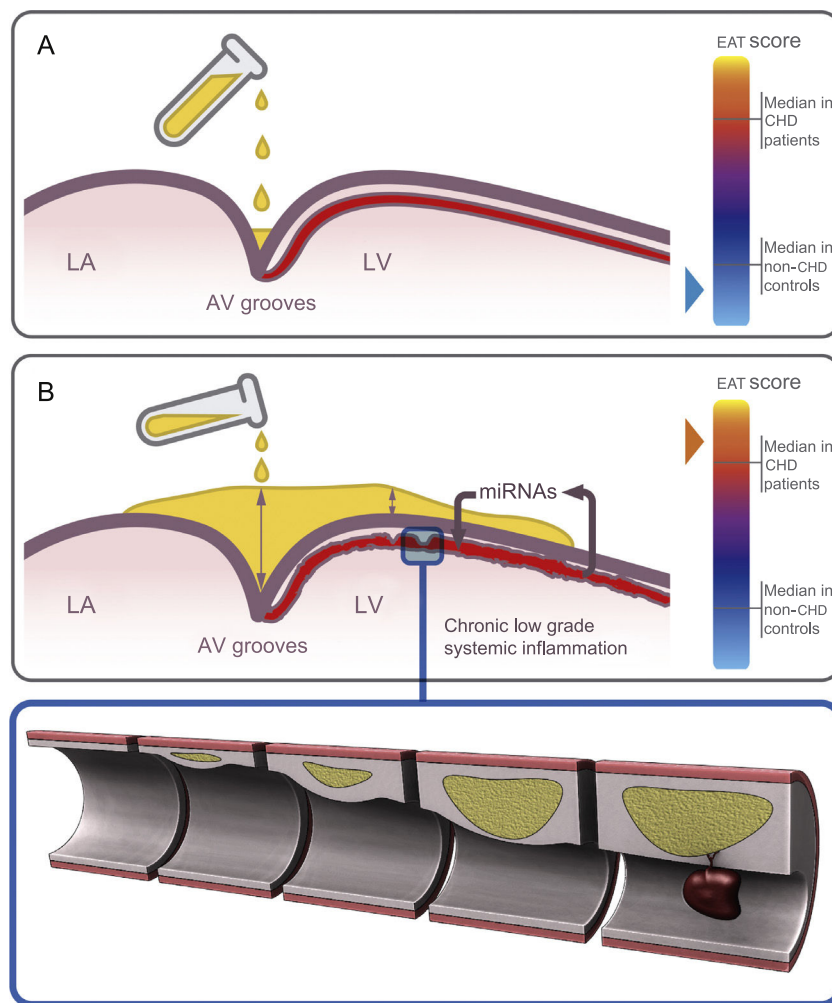 A
EAT score
Median in
CHD
patients
LA
LV
AV grooves
Median in
non-CHD
controls
B
EAT score
Median in
CHD
patients
miRNAs
LA
LV
AV grooves
Chronic low grade
systemic inflammation
Median in
non-CHD
controls